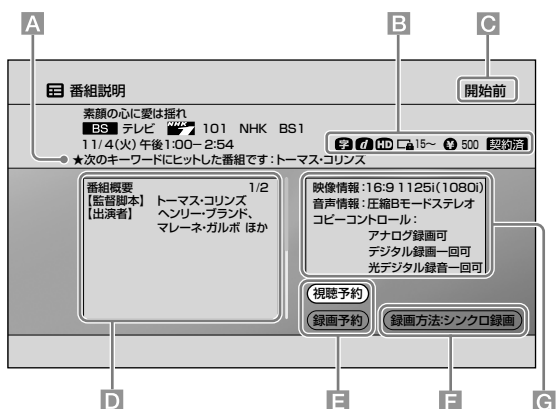 A
B
C
番組説明
開始前
素顔の心に愛は揺れ
BS テレビ NHK 101 NHK BS1
11/4(火)午後1:00-2:54
字 d HD 15〜 ¥ 500 契約済
★次のキーワードにヒットした番組です:トーマス・コリンズ
番組概要 1/2
【監督脚本】 トーマス・コリンズ
【出演者】 ヘンリー・ブランド、
マレーネ・ガルボ ほか
映像情報:16:9 1125i(1080i)
音声情報:圧縮Bモードステレオ
コピーコントロール:
アナログ録画可
デジタル録画一回可
光デジタル録音一回可
視聴予約
録画予約
録画方法:シンクロ録画
D
E
F
G